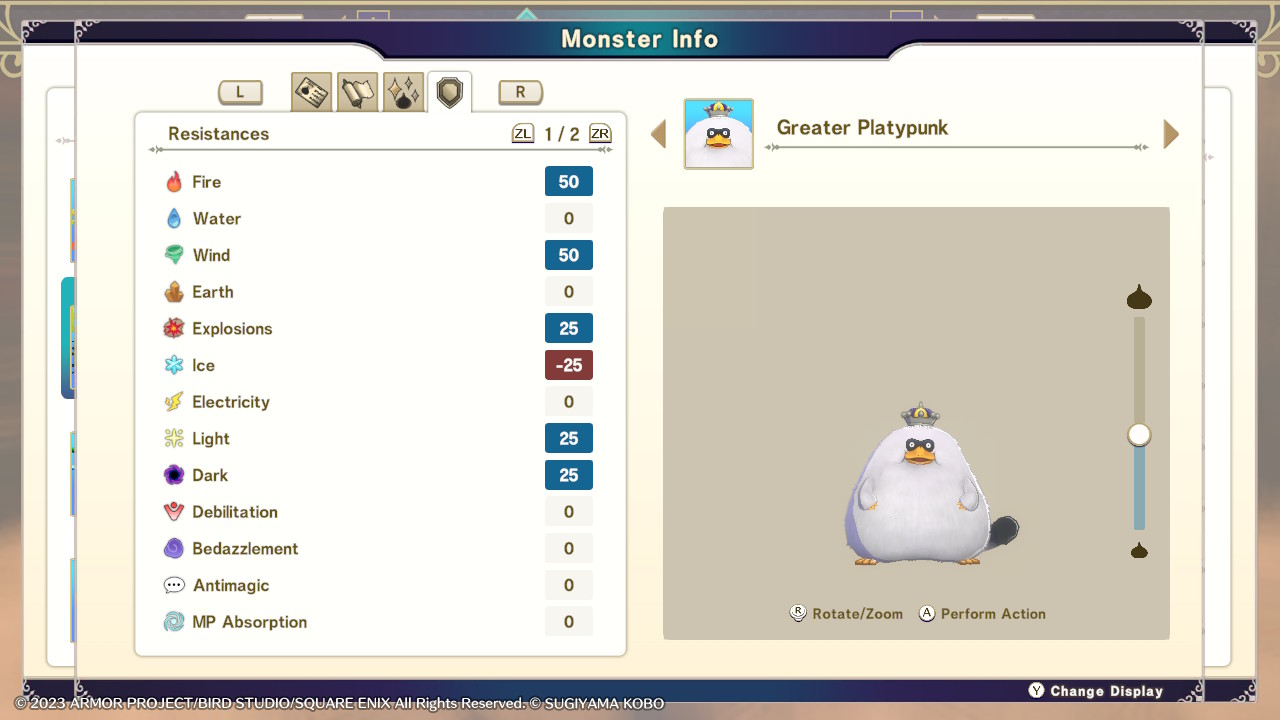 Monster Info
L
R
Resistances ZL 1 / 2 ZR
Fire 50
Water 0
Wind 50
Earth 0
Explosions 25
Ice -25
Electricity 0
Light 25
Dark 25
Debilitation 0
Bedazzlement 0
Antimagic 0
MP Absorption 0
Greater Platypunk
R Rotate/Zoom A Perform Action
Y Change Display
© 2023 ARMOR PROJECT/BIRD STUDIO/SQUARE ENIX All Rights Reserved. © SUGIYAMA KOBO